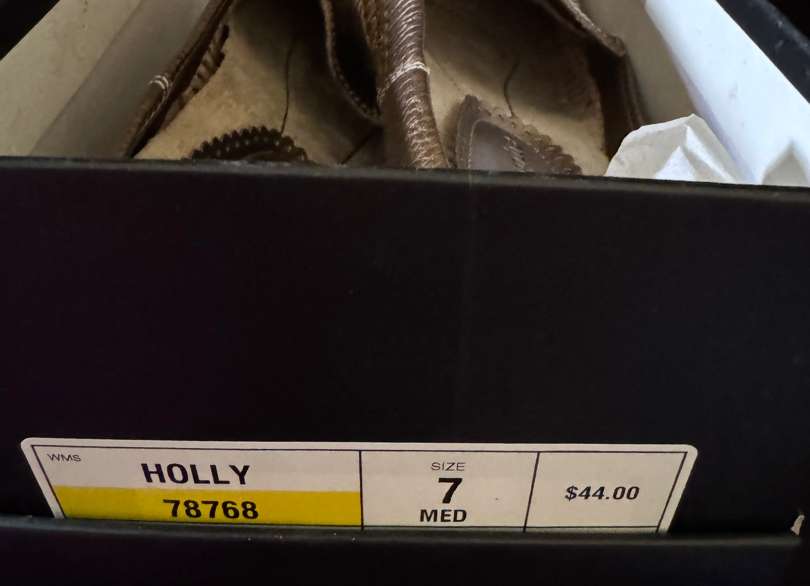 WMS
HOLLY
78768
SIZE
7
MED
$44.00